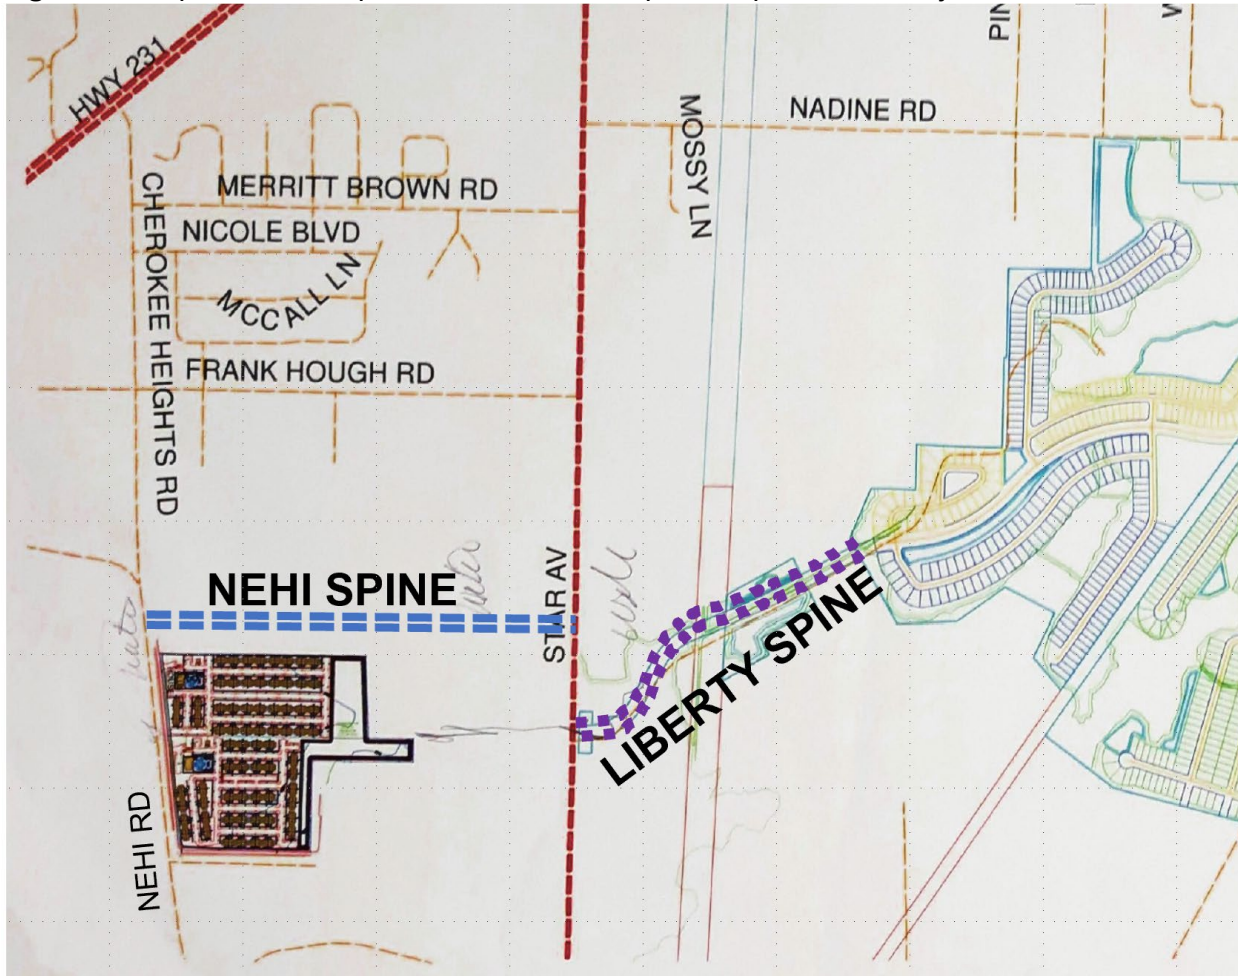 HWY 231
PIN
NADINE RD
MOSSY LN
MERRITT BROWN RD
CHEROKEE HEIGHTS RD
NICOLE BLVD
MCCALL LN
FRANK HOUGH RD
NEHI SPINE
STAR AV
LIBERTY SPINE
NEHI RD